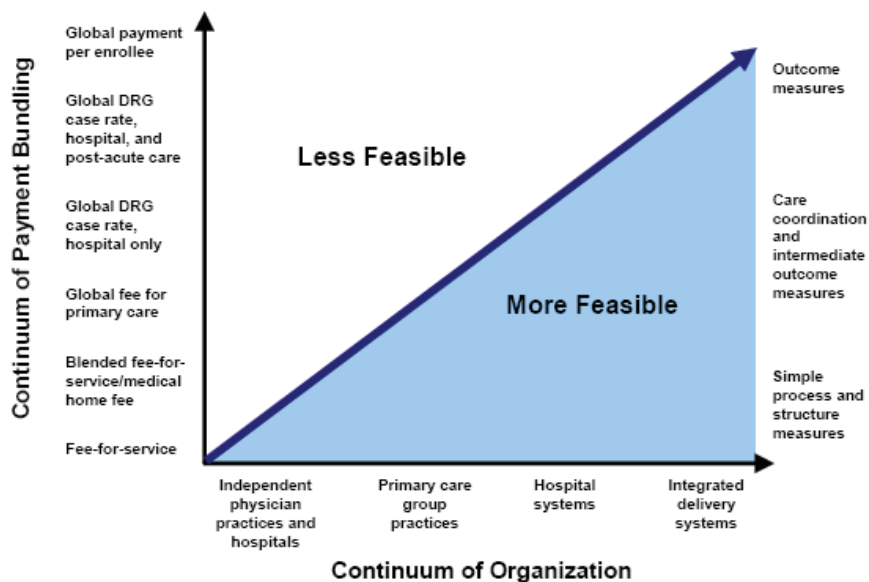 Continuum of Payment Bundling
Global payment
per enrollee
Global DRG
case rate,
hospital, and
post-acute care
Global DRG
case rate,
hospital only
Global fee for
primary care
Blended fee-for-
service/medical
home fee
Fee-for-service
Less Feasible
More Feasible
Outcome
measures
Care
coordination
and
intermediate
outcome
measures
Simple
process and
structure
measures
Independent
physician
practices and
hospitals
Primary care
group
practices
Hospital
systems
Integrated
delivery
systems
Continuum of Organization